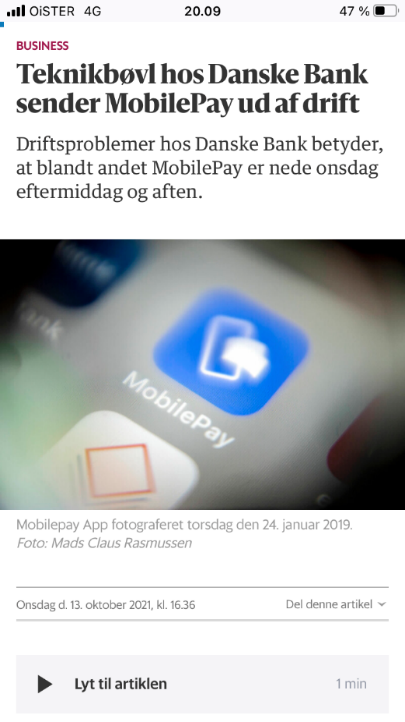 OiSTER 4G 20.09 47 %
BUSINESS
Teknikbøvl hos Danske Bank
sender MobilePay ud af drift
Driftsproblemer hos Danske Bank betyder,
at blandt andet MobilePay er nede onsdag
eftermiddag og aften.
MobilePay
Mobilepay App fotograferet torsdag den 24. januar 2019.
Foto: Mads Claus Rasmussen
Onsdag d. 13. oktober 2021, kl. 16.36 Del denne artikel
Lyt til artiklen 1 min